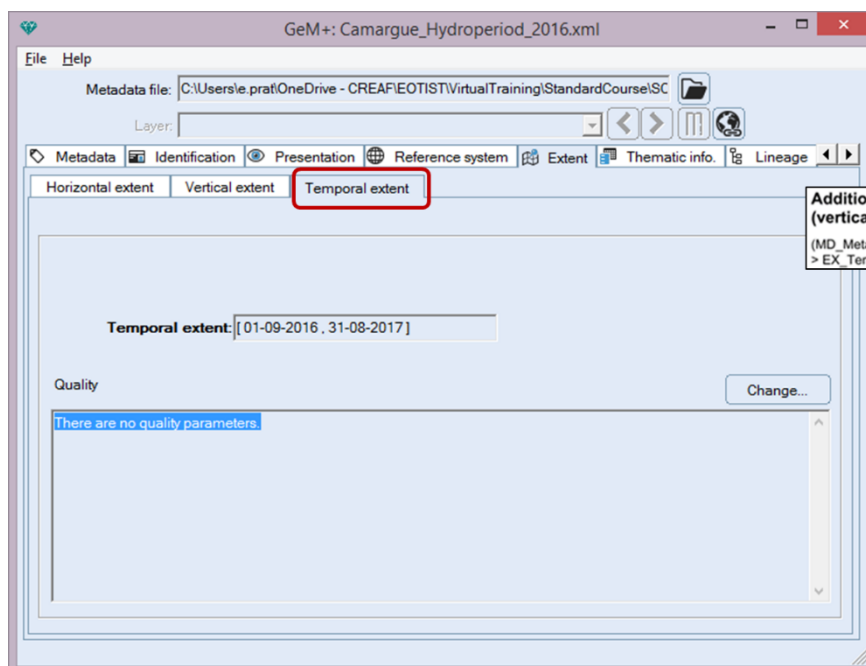 GeM+: Camargue_Hydroperiod_2016.xml
File Help
Metadata file: C:\Users\e.prat\OneDrive - CREAF\EOTIST\VirtualTraining\StandardCourse\SC
Layer:
Metadata Identification Presentation Reference system Extent Thematic info. Lineage
Horizontal extent Vertical extent Temporal extent
Additio
(vertica
(MD_Meta
> EX_Ter
Temporal extent: [ 01-09-2016 , 31-08-2017 ]
Quality
Change...
There are no quality parameters.